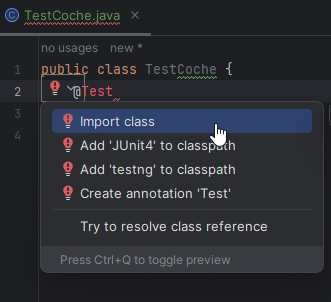 TestCoche.java
no usages new *
1 public class TestCoche {
2 @Test
3
4
Import class
Add 'JUnit4' to classpath
Add 'testng' to classpath
Create annotation 'Test'
Try to resolve class reference
Press Ctrl+Q to toggle preview